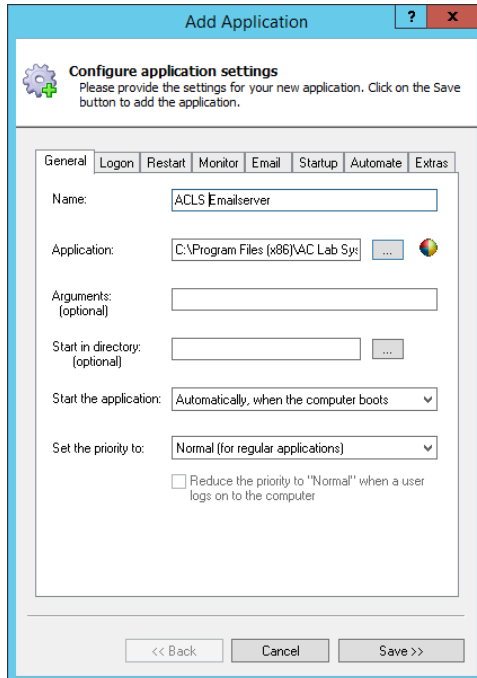 Add Application
?
x
Configure application settings
Please provide the settings for your new application. Click on the Save
button to add the application.
General Logon Restart Monitor Email Startup Automate Extras
Name:
ACLS Emailserver
Application:
C:\Program Files (x86)\AC Lab Sys
...
Arguments:
(optional)
Start in directory:
(optional)
...
Start the application:
Automatically, when the computer boots
Set the priority to:
Normal (for regular applications)
Reduce the priority to "Normal" when a user
logs on to the computer
<< Back
Cancel
Save >>